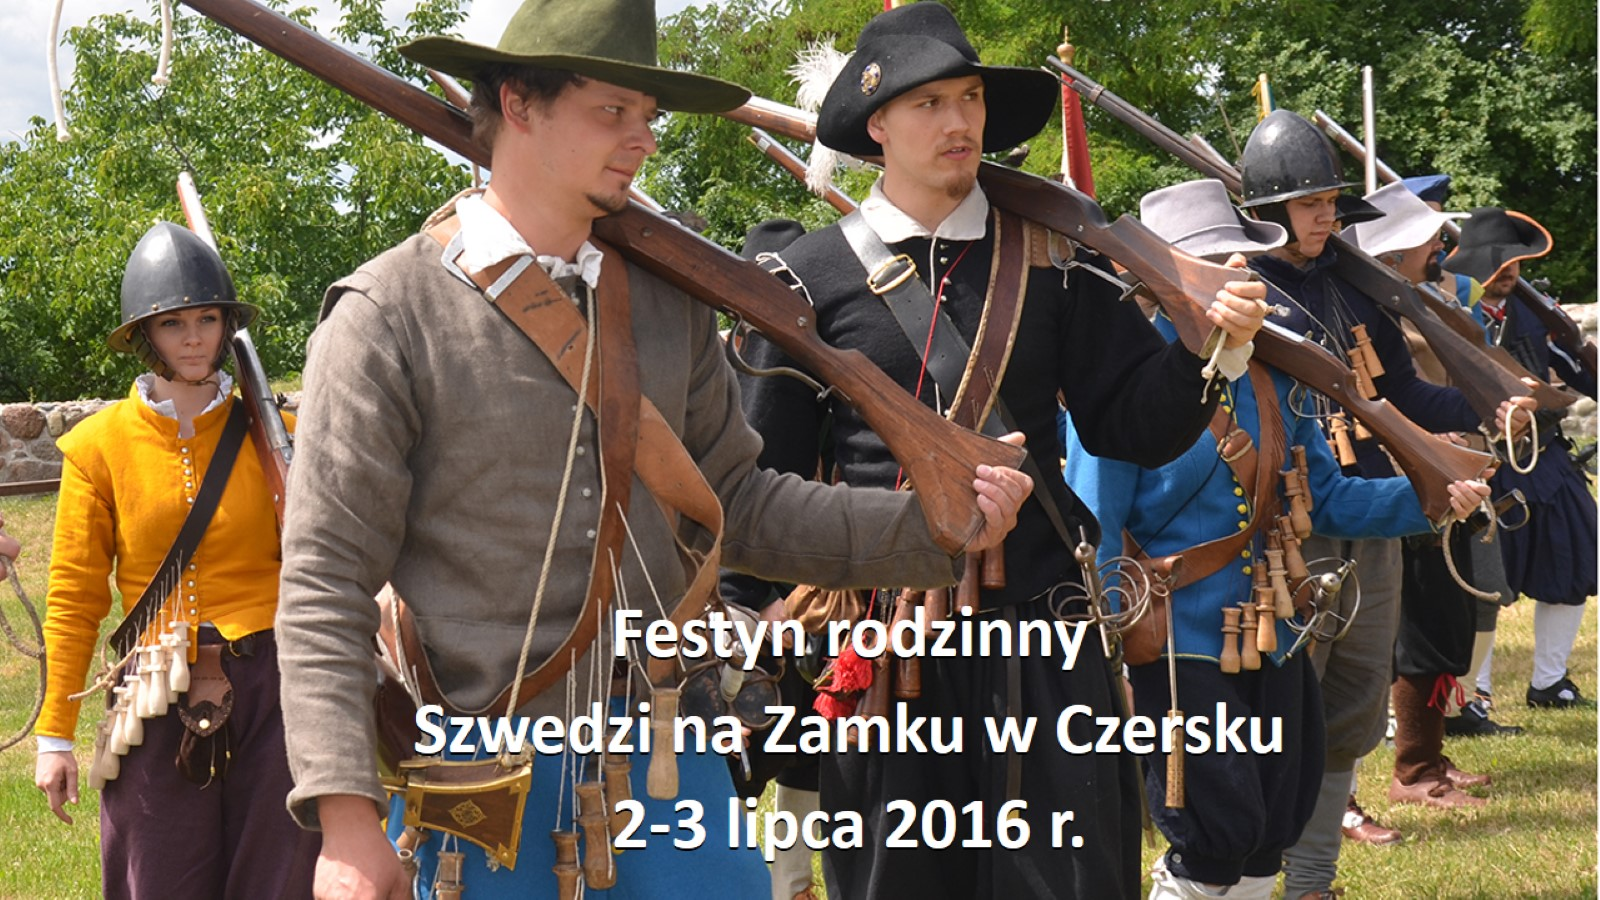 Festyn rodzinny
Szwedzi na Zamku w Czersku
2-3 lipca 2016 r.